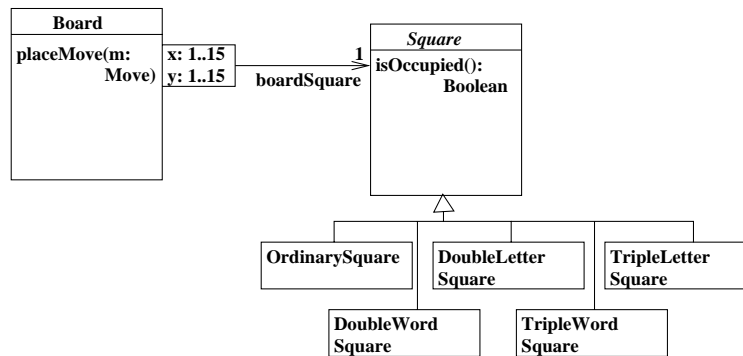 Board
placeMove(m:
Move)
x: 1..15
y: 1..15
boardSquare
1
Square
isOccupied():
Boolean
OrdinarySquare
DoubleLetter
Square
TripleLetter
Square
DoubleWord
Square
TripleWord
Square